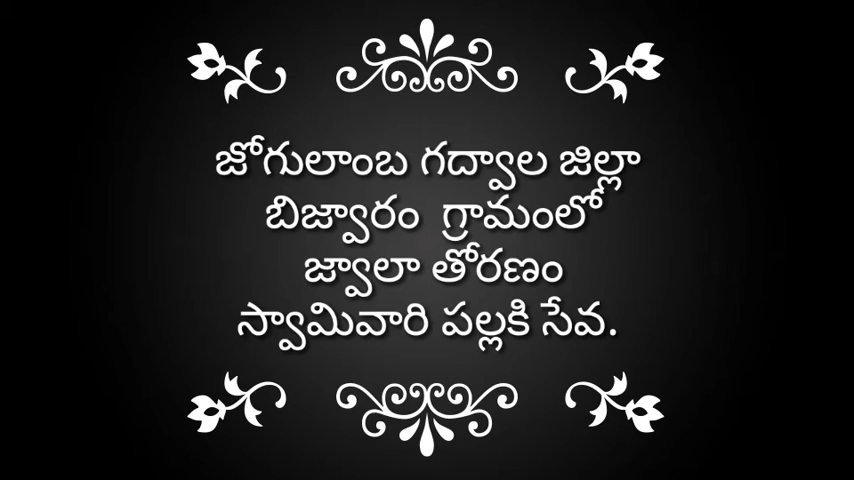 జోగులాంబ గద్వాల జిల్లా
బిజ్వారం గ్రామంలో
జ్వాలా తోరణం
స్వామివారి పల్లకి సేవ.